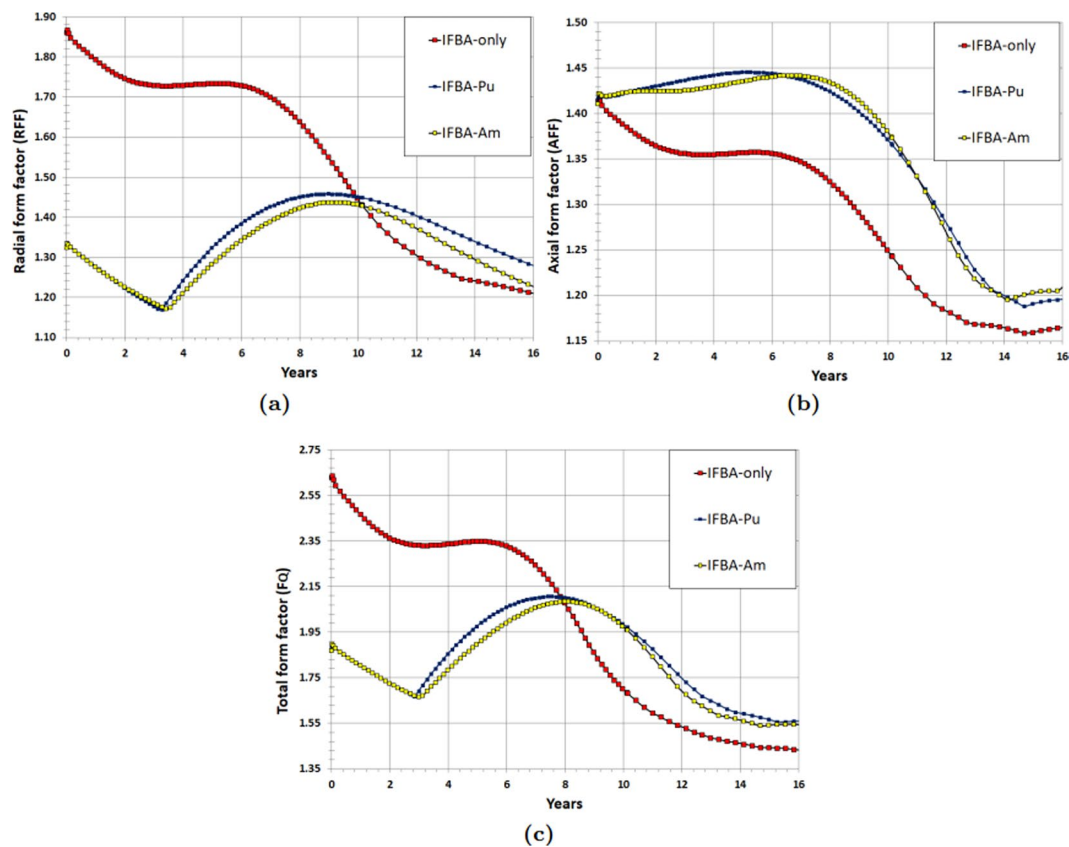 1.90
1.80
1.70
1.60
1.50
1.40
1.30
1.20
1.10
Radial form factor (RFF)
IFBA-only
IFBA-Pu
IFBA-Am
0 2 4 6 8 10 12 14 16
Years
(a)
1.50
1.45
1.40
1.35
1.30
1.25
1.20
1.15
Axial form factor (AFF)
IFBA-only
IFBA-Pu
IFBA-Am
0 2 4 6 8 10 12 14 16
Years
(b)
2.75
2.55
2.35
2.15
1.95
1.75
1.55
1.35
Total form factor (FQ)
IFBA-only
IFBA-Pu
IFBA-Am
0 2 4 6 8 10 12 14 16
Years
(c)